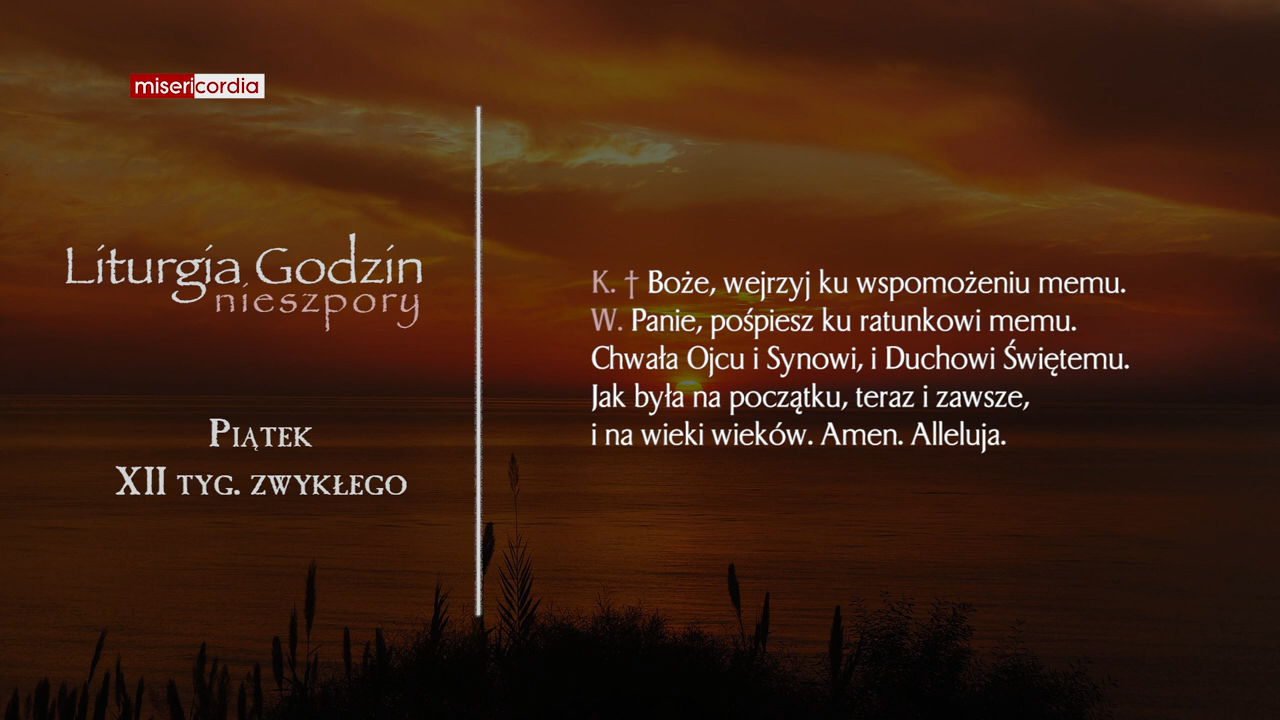 misericordia
Liturgia Godzin
nieszpory
Piątek
XII tyg. zwykłego
K. † Boże, wejrzyj ku wspomożeniu memu.
W. Panie, pośpiesz ku ratunkowi memu.
Chwała Ojcu i Synowi, i Duchowi Świętemu.
Jak była na początku, teraz i zawsze,
i na wieki wieków. Amen. Alleluja.